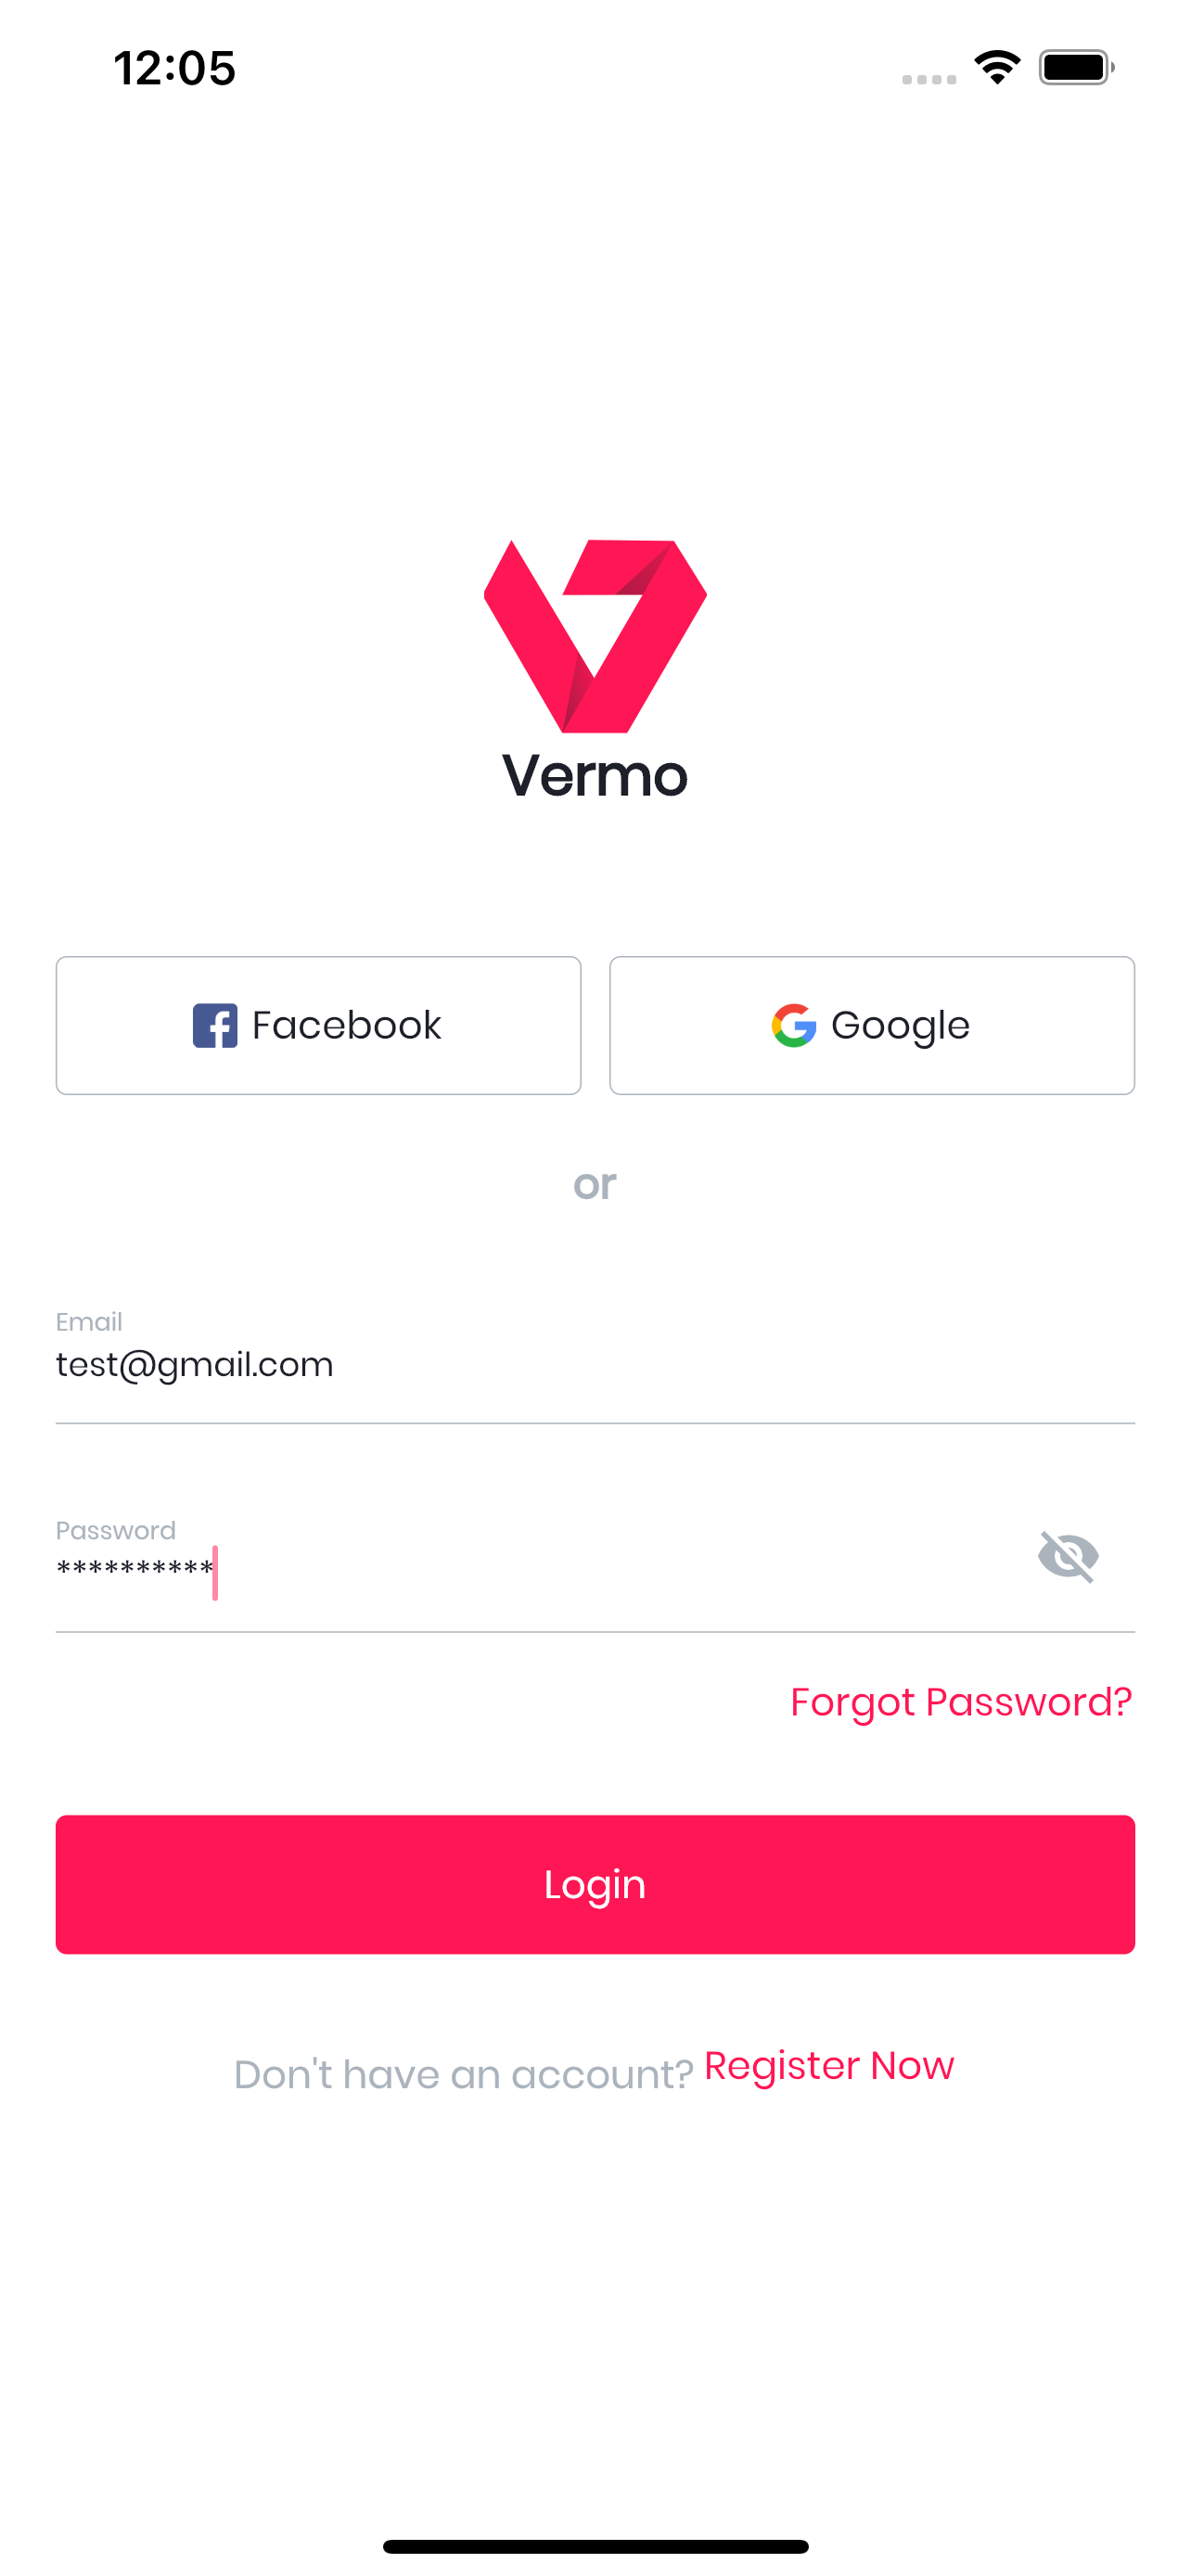 12:05
Vermo
Facebook
Google
or
Email
test@gmail.com
Password
**********
Forgot Password?
Login
Don't have an account? Register Now